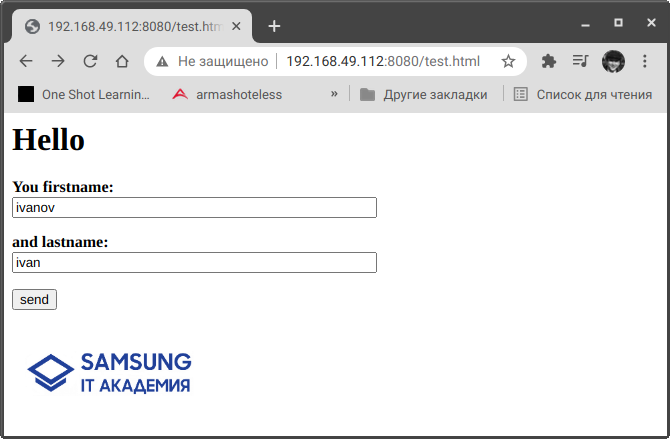 192.168.49.112:8080/test.htm
Не защищено 192.168.49.112:8080/test.html
One Shot Learnin... armashoteless » Другие закладки Список для чтения
Hello
You firstname:
ivanov
and lastname:
ivan
send
SAMSUNG
IT АКАДЕМИЯ